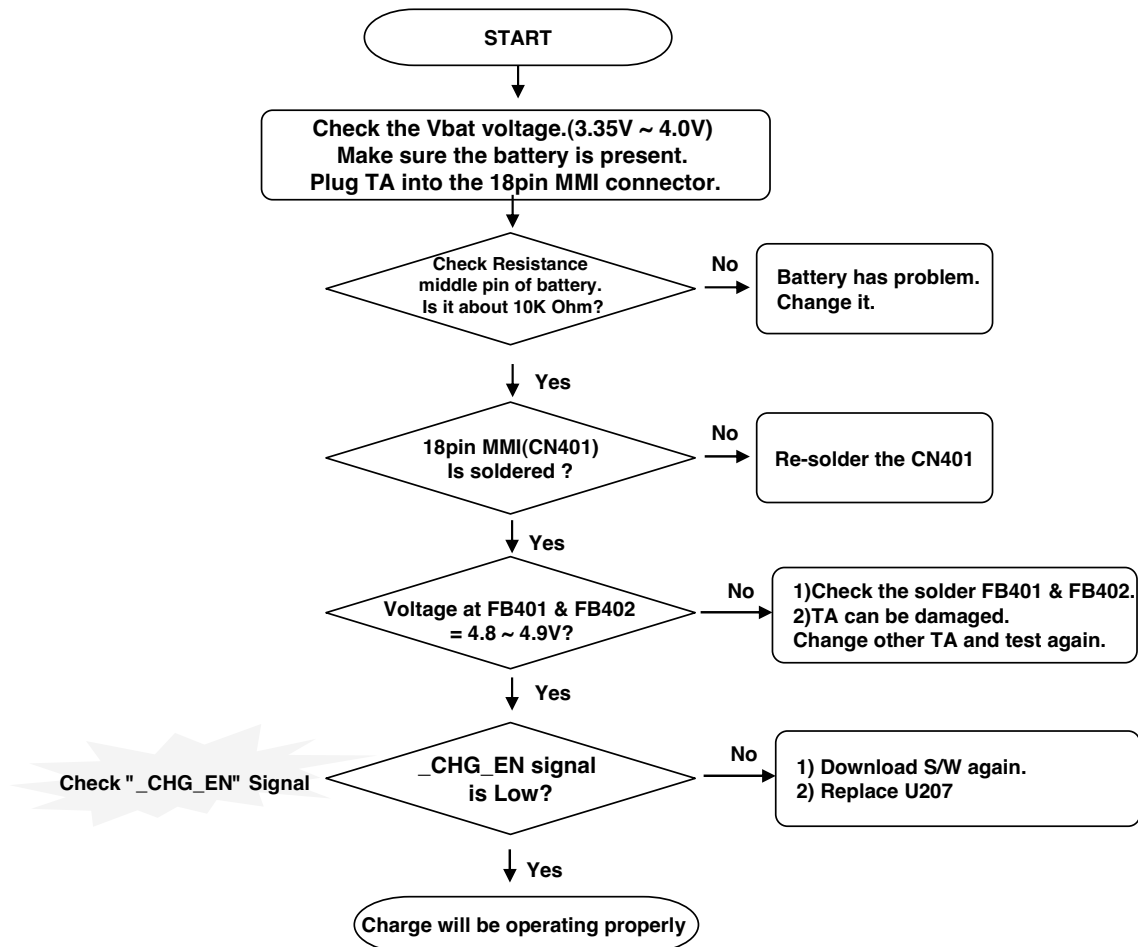 START
Check the Vbat voltage.(3.35V ~ 4.0V)
Make sure the battery is present.
Plug TA into the 18pin MMI connector.
Check Resistance
middle pin of battery.
Is it about 10K Ohm?
No
Battery has problem.
Change it.
Yes
18pin MMI(CN401)
Is soldered ?
No
Re-solder the CN401
Yes
Voltage at FB401 & FB402
= 4.8 ~ 4.9V?
No
1)Check the solder FB401 & FB402.
2)TA can be damaged.
Change other TA and test again.
Yes
Check "_CHG_EN" Signal
_CHG_EN signal
is Low?
No
1) Download S/W again.
2) Replace U207
Yes
Charge will be operating properly